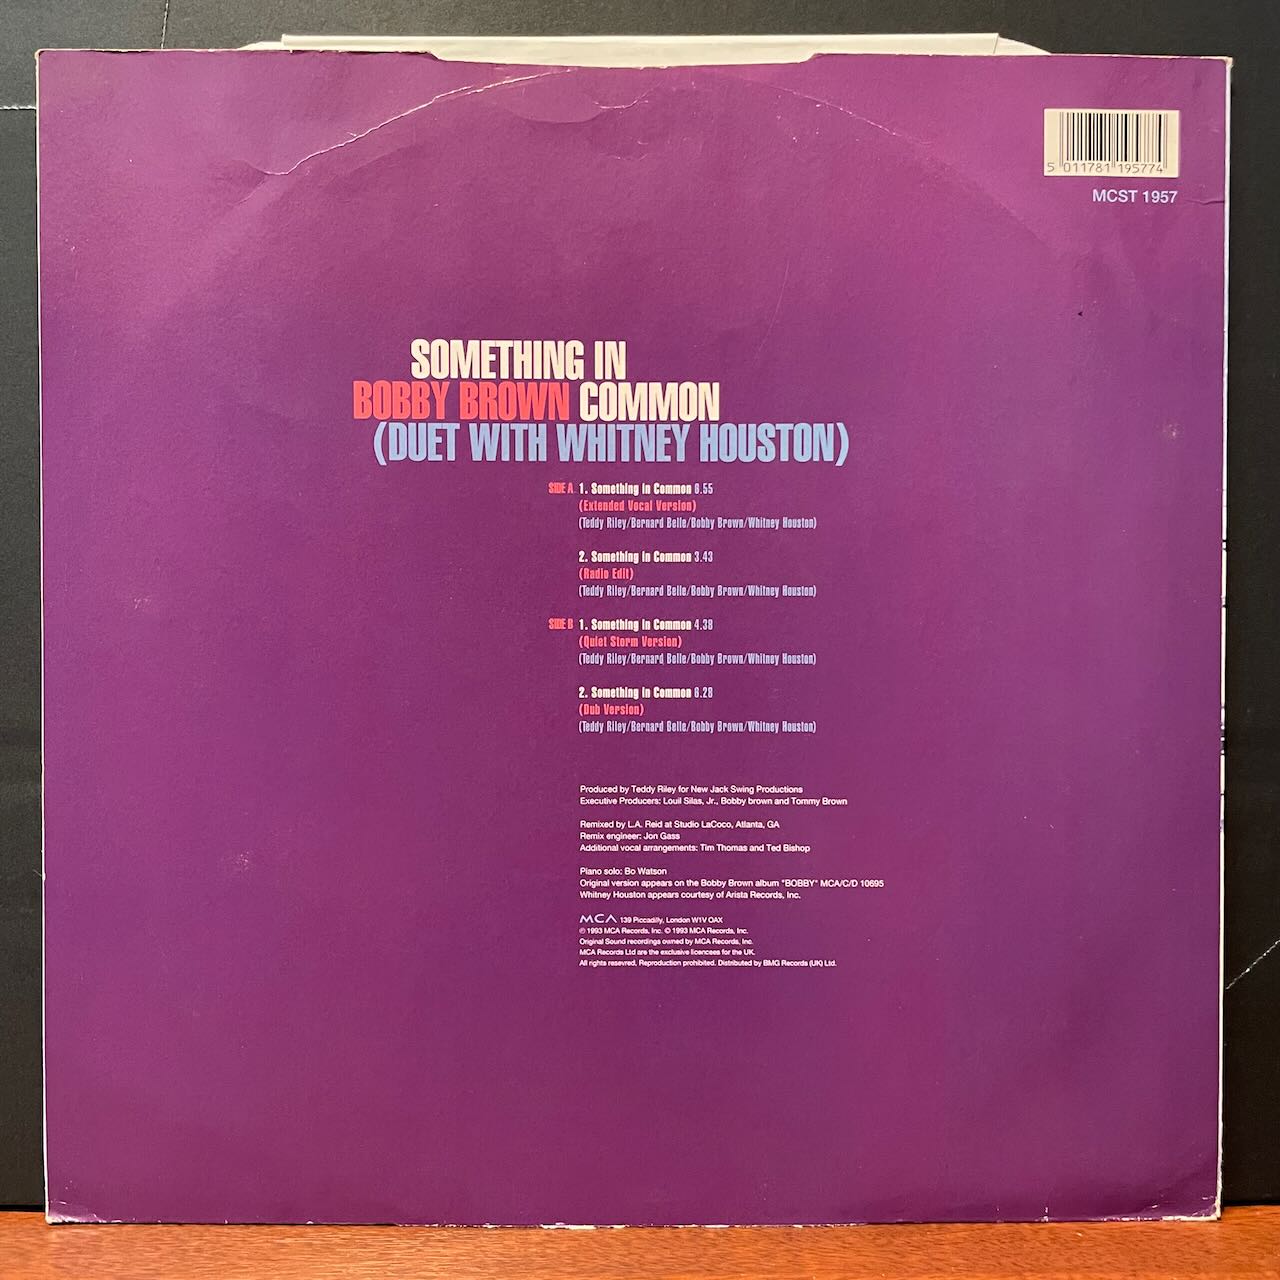 5 011781 195774
MCST 1957
SOMETHING IN
BOBBY BROWN COMMON
(DUET WITH WHITNEY HOUSTON)
SIDE A 1. Something in Common 6.55
(Extended Vocal Version)
(Teddy Riley/Bernard Belle/Bobby Brown/Whitney Houston)
2. Something in Common 3.43
(Radio Edit)
(Teddy Riley/Bernard Belle/Bobby Brown/Whitney Houston)
SIDE B 1. Something in Common 4.38
(Quiet Storm Version)
(Teddy Riley/Bernard Belle/Bobby Brown/Whitney Houston)
2. Something in Common 6.28
(Dub Version)
(Teddy Riley/Bernard Belle/Bobby Brown/Whitney Houston)
Produced by Teddy Riley for New Jack Swing Productions
Executive Producers: Louil Silas, Jr., Bobby brown and Tommy Brown
Remixed by L.A. Reid at Studio LaCoco, Atlanta, GA
Remix engineer: Jon Gass
Additional vocal arrangements: Tim Thomas and Ted Bishop
Piano solo: Bo Watson
Original version appears on the Bobby Brown album "BOBBY" MCA/C/D 10695
Whitney Houston appears courtesy of Arista Records, Inc.
MCA 139 Piccadilly, London W1V OAX
℗ 1993 MCA Records, Inc. © 1993 MCA Records, Inc.
Original Sound recordings owned by MCA Records, Inc.
MCA Records Ltd are the exclusive licencees for the UK.
All rights resevred. Reproduction prohibited. Distributed by BMG Records (UK) Ltd.